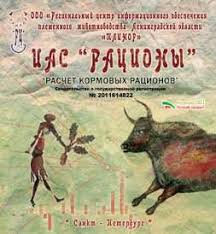 ООО «Региональный центр информационного обеспечения
племенного животноводства Ленинградской области
«ПЛИНОР»
ИАС "РАЦИОНЫ"
РАСЧЕТ КОРМОВЫХ РАЦИОНОВ
Свидетельство о государственной регистрации
№ 2011614822
" Санкт - Петербург "